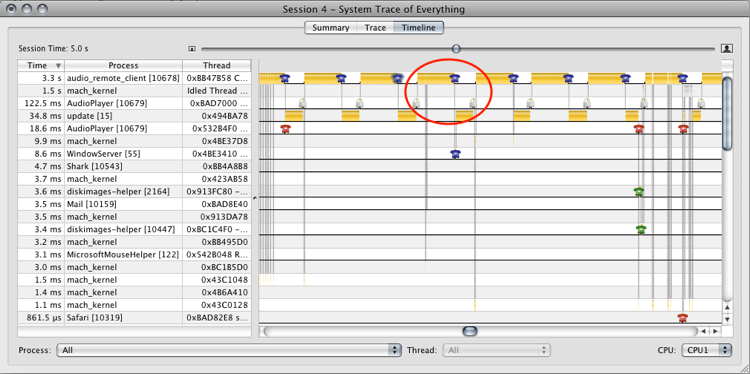 Session 4 - System Trace of Everything
Summary Trace Timeline
Session Time: 5.0 s
Time Process Thread
3.3 s audio_remote_client [10678] 0xBB47B58 C...
1.5 s mach_kernel Idled Thread ...
122.5 ms AudioPlayer [10679] 0xBAD7000 ...
34.8 ms update [15] 0x494BA78
18.6 ms AudioPlayer [10679] 0x532B4F0 ...
9.9 ms mach_kernel 0x4BE37D8
8.6 ms WindowServer [55] 0x4BE3410 ...
4.7 ms Shark [10543] 0xBB4A8B8
3.7 ms mach_kernel 0x423AB58
3.6 ms diskimages-helper [2164] 0x913FC80 -...
3.5 ms Mail [10159] 0xBAD8E40
3.5 ms mach_kernel 0x913DA78
3.4 ms diskimages-helper [10447] 0xBC1C4F0 -...
3.2 ms mach_kernel 0xBB495D0
3.1 ms MicrosoftMouseHelper [122] 0x542B048 R...
3.0 ms mach_kernel 0xBC1B5D0
1.5 ms mach_kernel 0x43C1048
1.4 ms mach_kernel 0x4B6A410
1.1 ms mach_kernel 0x43C0128
861.5 µs Safari [10319] 0xBAD82E8 s...
Process: All Thread: All CPU: CPU1